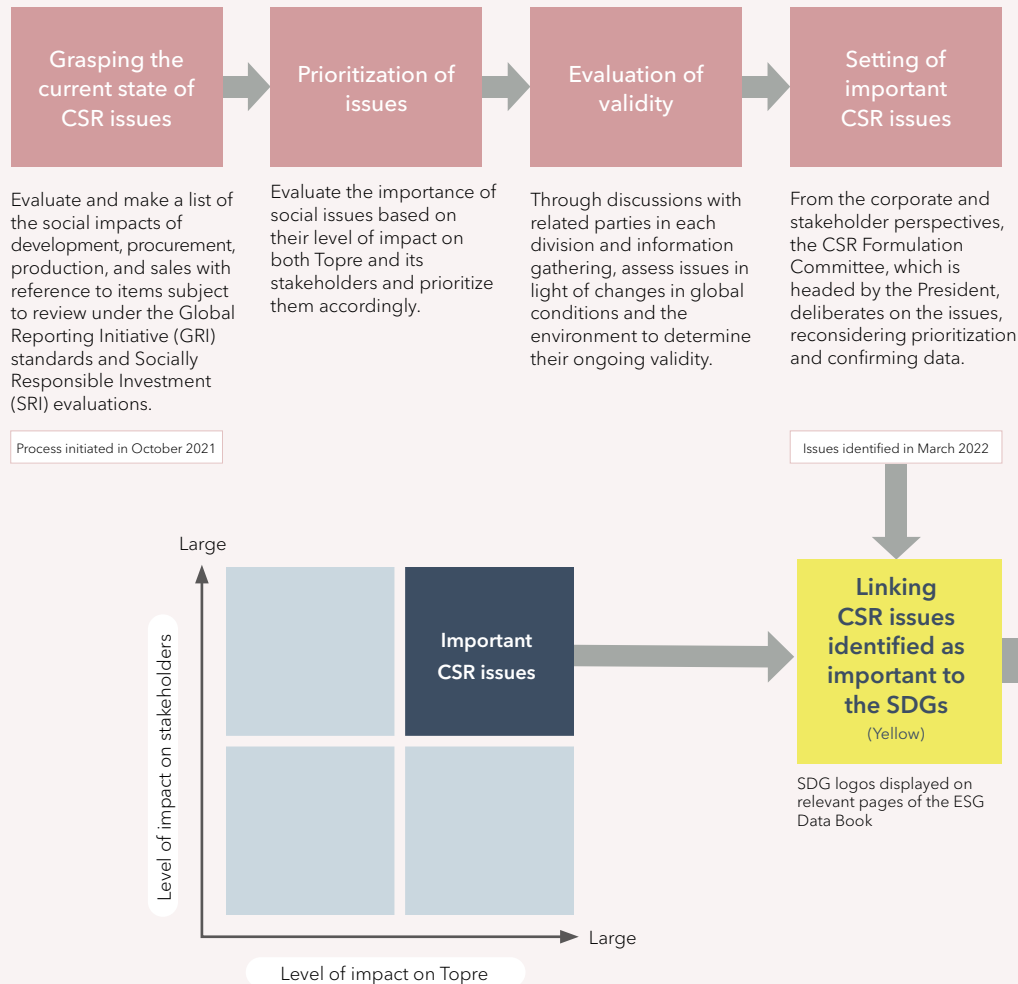 Grasping the
current state of
CSR issues
Prioritization of
issues
Evaluation of
validity
Setting of
important
CSR issues
Evaluate and make a list of
the social impacts of
development, procurement,
production, and sales with
reference to items subject
to review under the Global
Reporting Initiative (GRI)
standards and Socially
Responsible Investment
(SRI) evaluations.
Evaluate the importance of
social issues based on
their level of impact on
both Topre and its
stakeholders and prioritize
them accordingly.
Through discussions with
related parties in each
division and information
gathering, assess issues in
light of changes in global
conditions and the
environment to determine
their ongoing validity.
From the corporate and
stakeholder perspectives,
the CSR Formulation
Committee, which is
headed by the President,
deliberates on the issues,
reconsidering prioritization
and confirming data.
Process initiated in October 2021
Issues identified in March 2022
Large
Level of impact on stakeholders
Important
CSR issues
Linking
CSR issues
identified as
important to
the SDGs
(Yellow)
SDG logos displayed on
relevant pages of the ESG
Data Book
Large
Level of impact on Topre